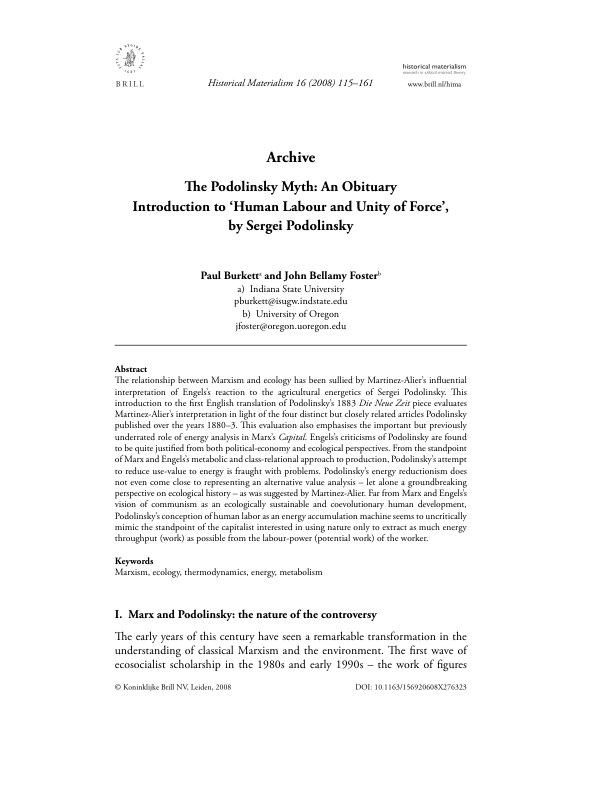 BRILL
Historical Materialism 16 (2008) 115–161
historical materialism
research in critical marxist theory
www.brill.nl/hima
Archive
The Podolinsky Myth: An Obituary
Introduction to ‘Human Labour and Unity of Force’,
by Sergei Podolinsky
Paul Burkettᵃ and John Bellamy Fosterᵇ
a) Indiana State University
pburkett@isugw.indstate.edu
b) University of Oregon
jfoster@oregon.uoregon.edu
Abstract
The relationship between Marxism and ecology has been sullied by Martinez-Alier’s influential
interpretation of Engels’s reaction to the agricultural energetics of Sergei Podolinsky. This
introduction to the first English translation of Podolinsky’s 1883 Die Neue Zeit piece evaluates
Martinez-Alier’s interpretation in light of the four distinct but closely related articles Podolinsky
published over the years 1880–3. This evaluation also emphasises the important but previously
underrated role of energy analysis in Marx’s Capital. Engels’s criticisms of Podolinsky are found
to be quite justified from both political-economy and ecological perspectives. From the standpoint
of Marx and Engels’s metabolic and class-relational approach to production, Podolinsky’s attempt
to reduce use-value to energy is fraught with problems. Podolinsky’s energy reductionism does
not even come close to representing an alternative value analysis – let alone a groundbreaking
perspective on ecological history – as was suggested by Martinez-Alier. Far from Marx and Engels’s
vision of communism as an ecologically sustainable and coevolutionary human development,
Podolinsky’s conception of human labor as an energy accumulation machine seems to uncritically
mimic the standpoint of the capitalist interested in using nature only to extract as much energy
throughput (work) as possible from the labour-power (potential work) of the worker.
Keywords
Marxism, ecology, thermodynamics, energy, metabolism
I. Marx and Podolinsky: the nature of the controversy
The early years of this century have seen a remarkable transformation in the
understanding of classical Marxism and the environment. The first wave of
ecosocialist scholarship in the 1980s and early 1990s – the work of figures
© Koninklijke Brill NV, Leiden, 2008
DOI: 10.1163/156920608X276323